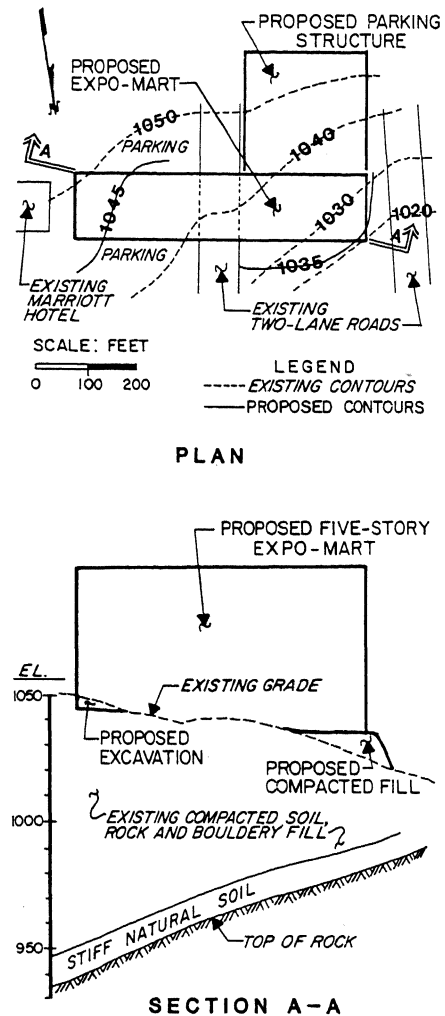 PROPOSED PARKING
STRUCTURE
PROPOSED
EXPO-MART
1050
PARKING
1040
A
1045
1030
1020
PARKING
A
1035
EXISTING
MARRIOTT
HOTEL
EXISTING
TWO-LANE ROADS
SCALE: FEET
0 100 200
LEGEND
EXISTING CONTOURS
PROPOSED CONTOURS
PLAN
PROPOSED FIVE-STORY
EXPO-MART
EL.
1050
EXISTING GRADE
PROPOSED
EXCAVATION
PROPOSED
COMPACTED FILL
1000
EXISTING COMPACTED SOIL,
ROCK AND BOULDERY FILL
950
STIFF NATURAL SOIL
TOP OF ROCK
SECTION A-A